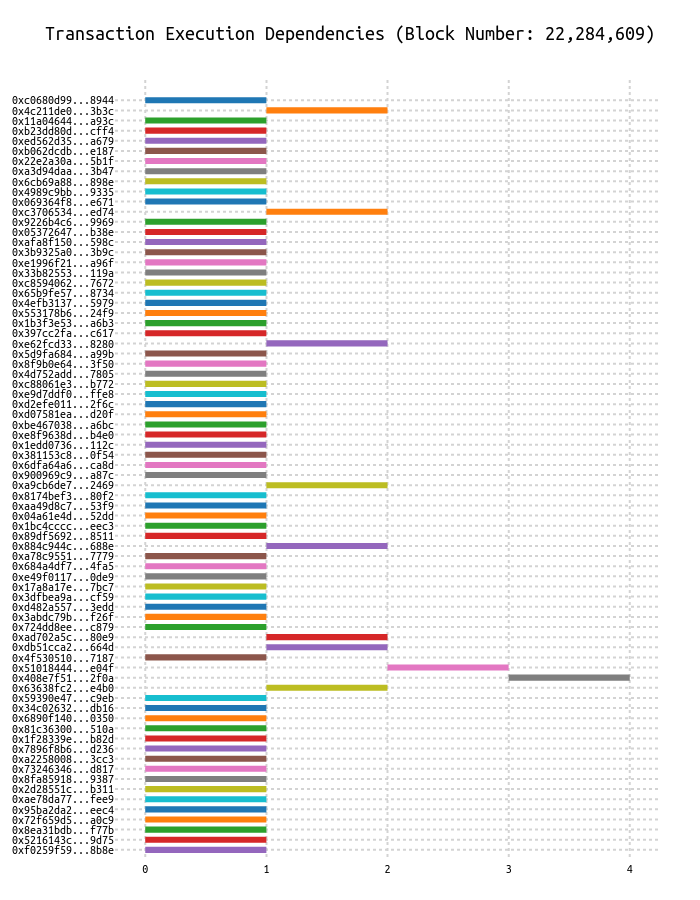 Transaction Execution Dependencies (Block Number: 22,284,609)
0xc0680d99...8944
0x4c211de0...3b3c
0x11a04644...a93c
0xb23dd80d...cff4
0xed562d35...a679
0xb062dcdb...e187
0x22e2a30a...5b1f
0xa3d94daa...3b47
0x6cb69a88...898e
0x4989c9bb...9335
0x069364f8...e671
0xc3706534...ed74
0x9226b4c6...9969
0x05372647...b38e
0xafa8f150...598c
0x3b9325a0...3b9c
0xe1996f21...a96f
0x33b82553...119a
0xc8594062...7672
0x65b9fe57...8734
0x4efb3137...5979
0x553178b6...24f9
0x1b3f3e53...a6b3
0x397cc2fa...c617
0xe62fcd33...8280
0x5d9fa684...a99b
0x8f9b0e64...3f50
0x4d752add...7805
0xc88061e3...b772
0xe9d7ddf0...ffe8
0xd2efe011...2f6c
0xd07581ea...d20f
0xbe467038...a6bc
0xe8f9638d...b4e0
0x1edd0736...112c
0x381153c8...0f54
0x6dfa64a6...ca8d
0x900969c9...a87c
0xa9cb6de7...2469
0x8174bef3...80f2
0xaa49d8c7...53f9
0x04a61e4d...52dd
0x1bc4cccc...eec3
0x89df5692...8511
0x884c944c...688e
0xa78c9551...7779
0x684a4df7...4fa5
0xe49f0117...0de9
0x17a8a17e...7bc7
0x3dfbea9a...cf59
0xd482a557...3edd
0x3abdc79b...f26f
0x724dd8ee...c879
0xad702a5c...80e9
0xdb51cca2...664d
0x4f530510...7187
0x51018444...e04f
0x408e7f51...2f0a
0x63638fc2...e4b0
0x59390e47...c9eb
0x34c02632...db16
0x6890f140...0350
0x81c36300...510a
0x1f28339e...b82d
0x7896f8b6...d236
0xa2258008...3cc3
0x73246346...d817
0x8fa85918...9387
0x2d28551c...b311
0xae78da77...fee9
0x95ba2da2...eec4
0x72f659d5...a0c9
0x8ea31bdb...f77b
0x5216143c...9d75
0xf0259f59...8b8e
0 1 2 3 4